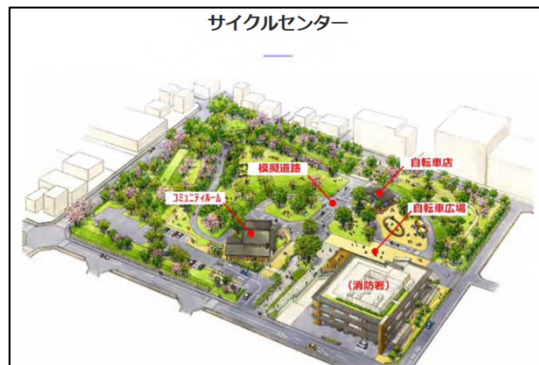 サイクルセンター
自転車店
模擬道路
コミュニティルーム
自転車広場
(消防署)